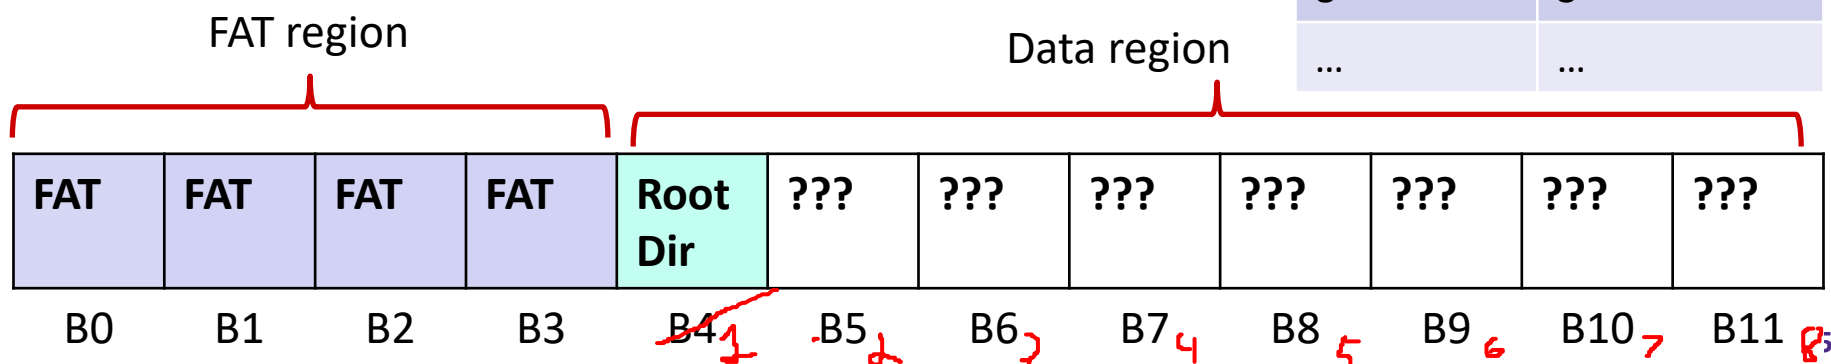 FAT region
Data region
... ...
FAT FAT FAT FAT Root Dir ??? ??? ??? ??? ??? ??? ???
B0 B1 B2 B3 B4 B5 B6 B7 B8 B9 B10 B11
1 2 3 4 5 6 7 8